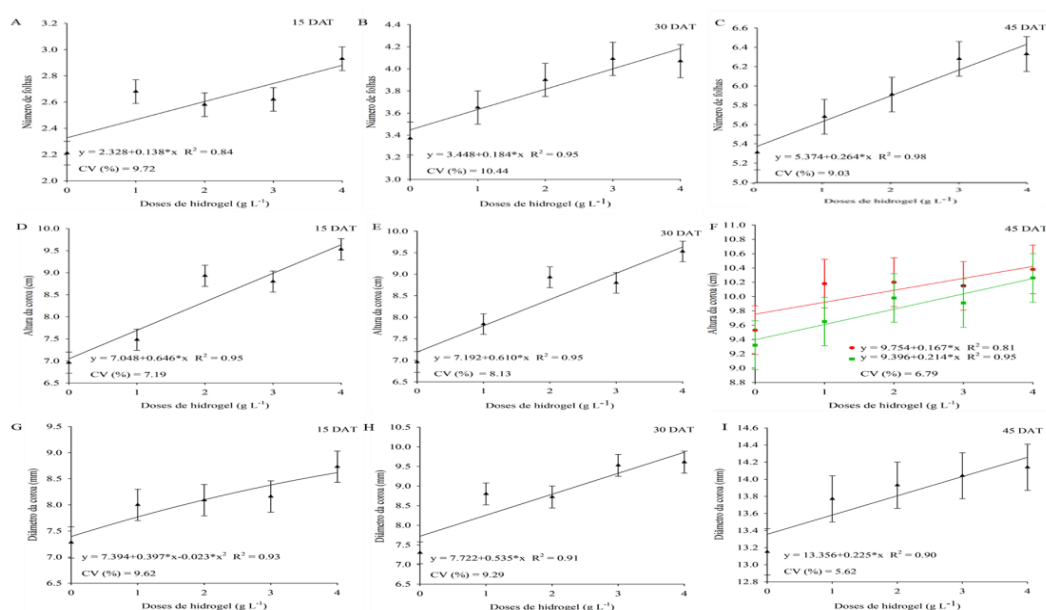 A 15 DAT
3.2
3.0
2.8
2.6
2.4
2.2
2.0
Número de folhas
y = 2.328+0.138*x R² = 0.84
CV (%) = 9.72
0 1 2 3 4
Doses de hidrogel (g L⁻¹)
B 30 DAT
4.4
4.2
4.0
3.8
3.6
3.4
3.2
3.0
Número de folhas
y = 3.448+0.184*x R² = 0.95
CV (%) = 10.44
0 1 2 3 4
Doses de hidrogel (g L⁻¹)
C 45 DAT
6.6
6.4
6.2
6.0
5.8
5.6
5.4
5.2
5.0
Número de folhas
y = 5.374+0.264*x R² = 0.98
CV (%) = 9.03
0 1 2 3 4
Doses de hidrogel (g L⁻¹)
D 15 DAT
10.0
9.5
9.0
8.5
8.0
7.5
7.0
6.5
Altura da coroa (cm)
y = 7.048+0.646*x R² = 0.95
CV (%) = 7.19
0 1 2 3 4
Doses de hidrogel (g L⁻¹)
E 30 DAT
10.0
9.5
9.0
8.5
8.0
7.5
7.0
6.5
Altura da coroa (cm)
y = 7.192+0.610*x R² = 0.95
CV (%) = 8.13
0 1 2 3 4
Doses de hidrogel (g L⁻¹)
F 45 DAT
11.0
10.8
10.6
10.4
10.2
10.0
9.8
9.6
9.4
9.2
9.0
8.8
Altura da coroa (cm)
y = 9.754+0.167*x R² = 0.81
y = 9.396+0.214*x R² = 0.95
CV (%) = 6.79
0 1 2 3 4
Doses de hidrogel (g L⁻¹)
G 15 DAT
9.5
9.0
8.5
8.0
7.5
7.0
6.5
Diâmetro da coroa (mm)
y = 7.394+0.397*x-0.023*x² R² = 0.93
CV (%) = 9.62
0 1 2 3 4
Doses de hidrogel (g L⁻¹)
H 30 DAT
10.5
10.0
9.5
9.0
8.5
8.0
7.5
7.0
6.5
Diâmetro da coroa (mm)
y = 7.722+0.535*x R² = 0.91
CV (%) = 9.29
0 1 2 3 4
Doses de hidrogel (g L⁻¹)
I 45 DAT
14.6
14.4
14.2
14.0
13.8
13.6
13.4
13.2
13.0
12.8
Diâmetro da coroa (mm)
y = 13.356+0.225*x R² = 0.90
CV (%) = 5.62
0 1 2 3 4
Doses de hidrogel (g L⁻¹)